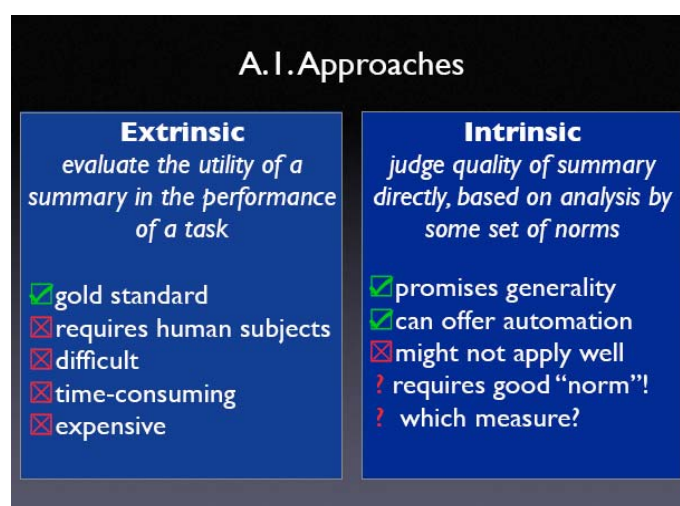 A.1. Approaches
Extrinsic
evaluate the utility of a
summary in the performance
of a task
gold standard
requires human subjects
difficult
time-consuming
expensive
Intrinsic
judge quality of summary
directly, based on analysis by
some set of norms
promises generality
can offer automation
might not apply well
? requires good “norm”!
? which measure?